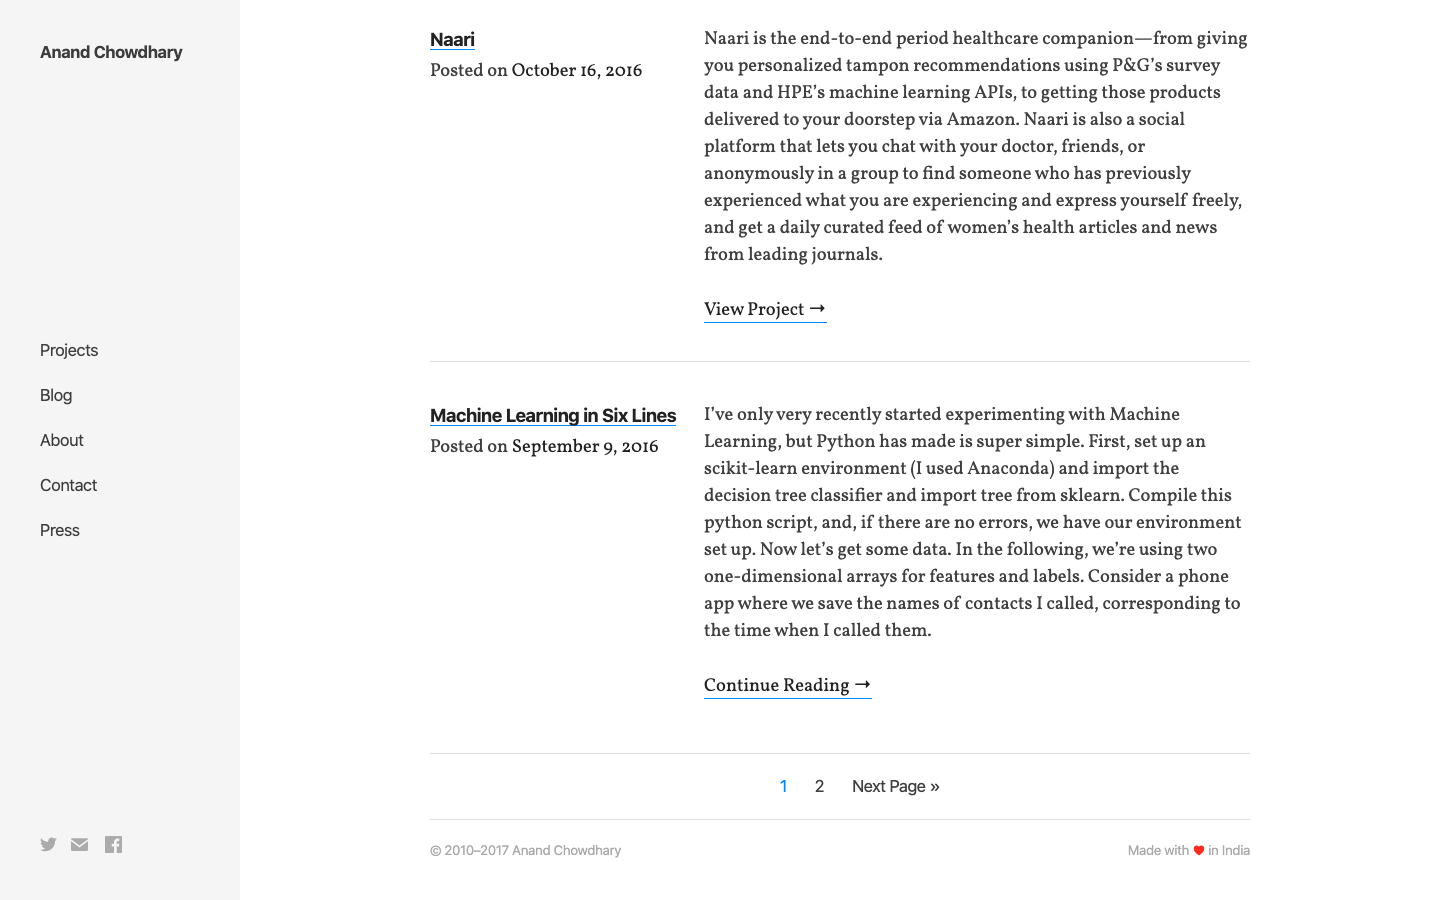 Anand Chowdhary
Projects
Blog
About
Contact
Press
Naari
Posted on October 16, 2016
Naari is the end-to-end period healthcare companion—from giving
you personalized tampon recommendations using P&G’s survey
data and HPE’s machine learning APIs, to getting those products
delivered to your doorstep via Amazon. Naari is also a social
platform that lets you chat with your doctor, friends, or
anonymously in a group to find someone who has previously
experienced what you are experiencing and express yourself freely,
and get a daily curated feed of women’s health articles and news
from leading journals.
View Project →
Machine Learning in Six Lines
Posted on September 9, 2016
I’ve only very recently started experimenting with Machine
Learning, but Python has made is super simple. First, set up an
scikit-learn environment (I used Anaconda) and import the
decision tree classifier and import tree from sklearn. Compile this
python script, and, if there are no errors, we have our environment
set up. Now let’s get some data. In the following, we’re using two
one-dimensional arrays for features and labels. Consider a phone
app where we save the names of contacts I called, corresponding to
the time when I called them.
Continue Reading →
1 2 Next Page »
© 2010–2017 Anand Chowdhary
Made with ♥ in India